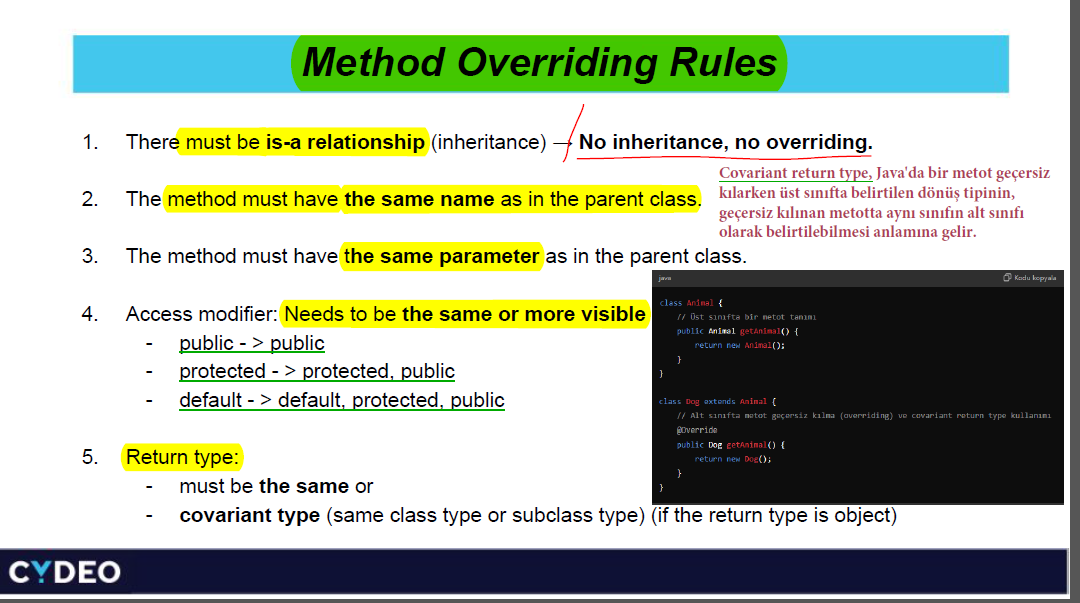 Method Overriding Rules
1. There must be is-a relationship (inheritance) → No inheritance, no overriding.
2. The method must have the same name as in the parent class.
Covariant return type, Java'da bir metot geçersiz
kılarken üst sınıfta belirtilen dönüş tipinin,
geçersiz kılınan metotta aynı sınıfın alt sınıfı
olarak belirtilebilmesi anlamına gelir.
3. The method must have the same parameter as in the parent class.
4. Access modifier: Needs to be the same or more visible
- public - > public
- protected - > protected, public
- default - > default, protected, public
5. Return type:
- must be the same or
- covariant type (same class type or subclass type) (if the return type is object)
java
Kodu kopyala
class Animal {
// Üst sınıfta bir metot tanımı
public Animal getAnimal() {
return new Animal();
}
}
class Dog extends Animal {
// Alt sınıfta metot geçersiz kılma (overriding) ve covariant return type kullanımı
@Override
public Dog getAnimal() {
return new Dog();
}
}
CYDEO